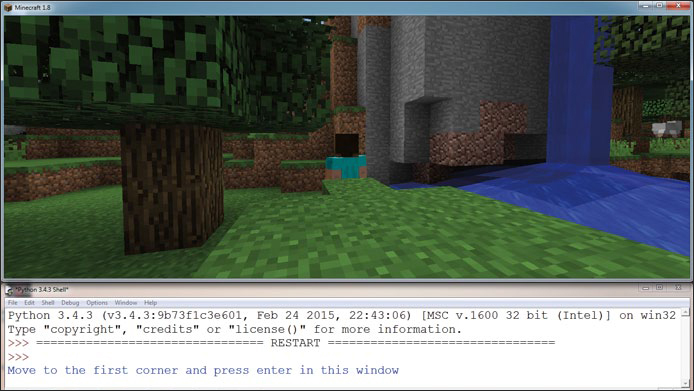 Minecraft 1.8
*Python 3.4.3 Shell*
File Edit Shell Debug Options Window Help
Python 3.4.3 (v3.4.3:9b73f1c3e601, Feb 24 2015, 22:43:06) [MSC v.1600 32 bit (Intel)] on win32
Type "copyright", "credits" or "license()" for more information.
>>> ================================ RESTART ================================
>>>
Move to the first corner and press enter in this window